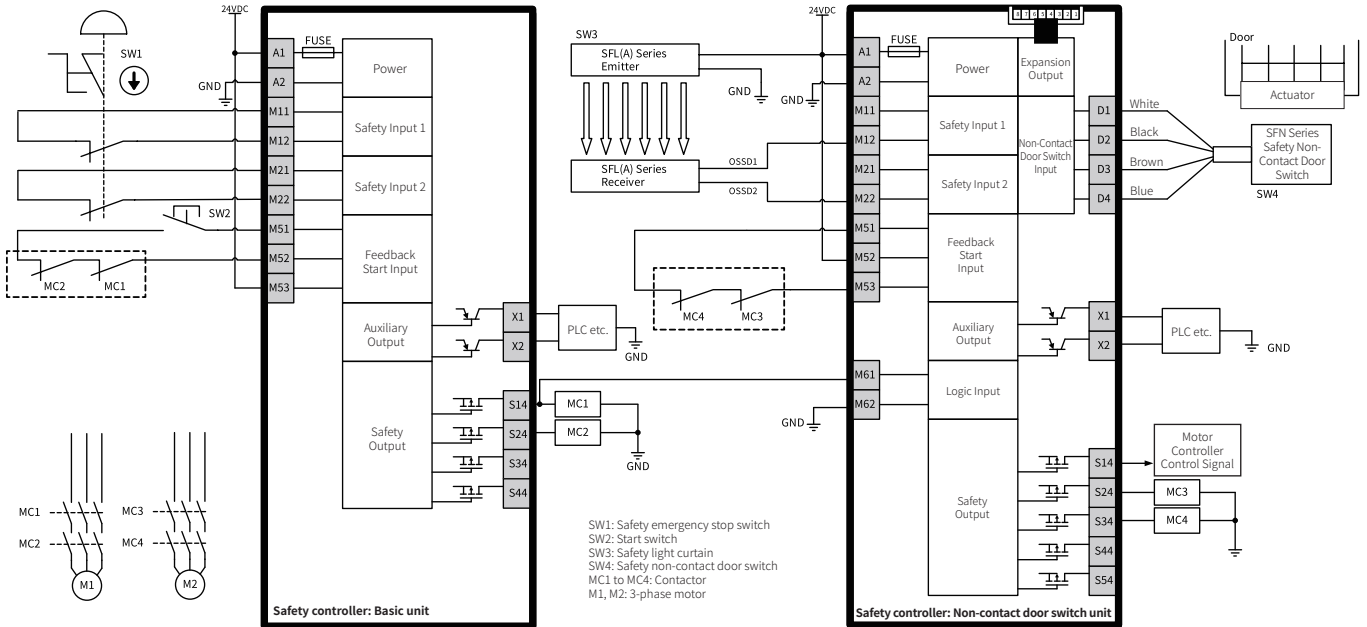 24VDC
SW1
GND
A1
FUSE
A2
M11
M12
M21
M22
M51
M52
M53
SW2
MC2
MC1
Power
Safety Input 1
Safety Input 2
Feedback
Start Input
Auxiliary
Output
Safety
Output
X1
X2
S14
S24
S34
S44
PLC etc.
GND
MC1
MC2
GND
Safety controller: Basic unit
MC1
MC2
M1
MC3
MC4
M2
SW3
SFL(A) Series
Emitter
GND
SFL(A) Series
Receiver
OSSD1
OSSD2
24VDC
GND
MC4
MC3
GND
SW1: Safety emergency stop switch
SW2: Start switch
SW3: Safety light curtain
SW4: Safety non-contact door switch
MC1 to MC4: Contactor
M1, M2: 3-phase motor
8 7 6 5 4 3 2 1
A1
FUSE
A2
M11
M12
M21
M22
M51
M52
M53
M61
M62
Power
Expansion
Output
Safety Input 1
Safety Input 2
Non-Contact
Door Switch
Input
Feedback
Start
Input
Auxiliary
Output
Logic Input
Safety
Output
D1
D2
D3
D4
White
Black
Brown
Blue
Door
Actuator
SFN Series
Safety Non-
Contact Door
Switch
SW4
X1
X2
PLC etc.
GND
S14
S24
S34
S44
S54
Motor
Controller
Control Signal
MC3
MC4
Safety controller: Non-contact door switch unit